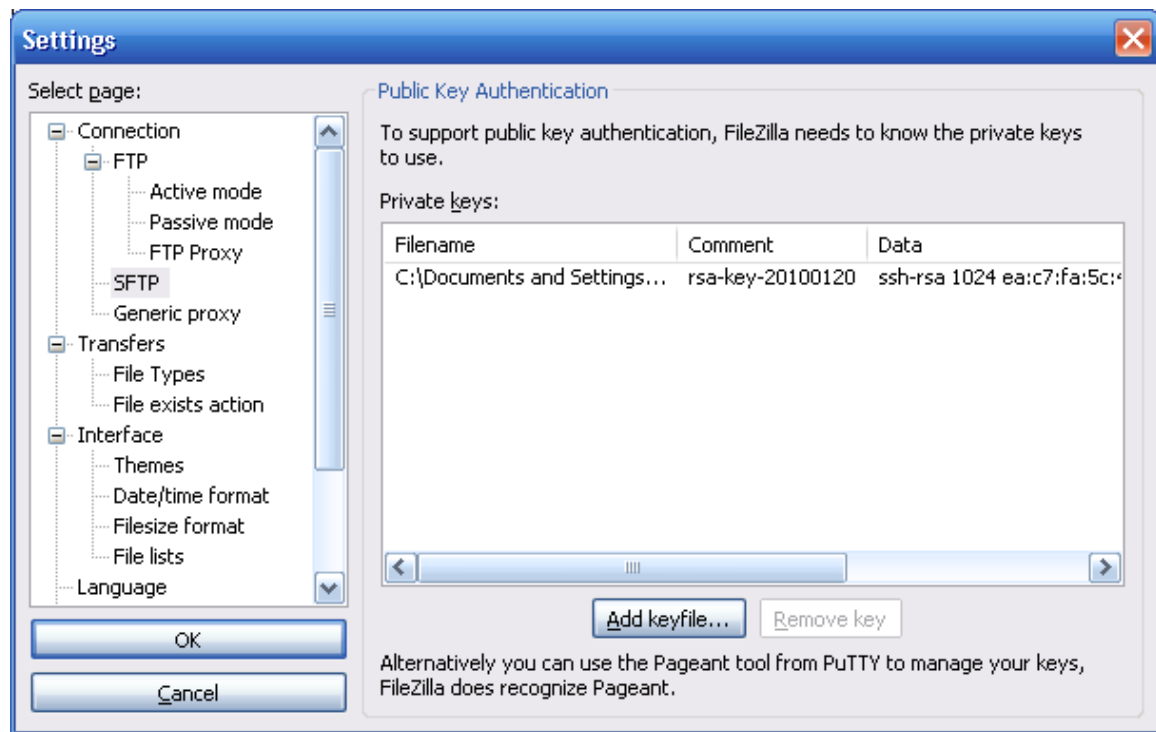 Settings
Select page:
Connection
FTP
Active mode
Passive mode
FTP Proxy
SFTP
Generic proxy
Transfers
File Types
File exists action
Interface
Themes
Date/time format
Filesize format
File lists
Language
OK
Cancel
Public Key Authentication
To support public key authentication, FileZilla needs to know the private keys
to use.
Private keys:
Filename Comment Data
C:\Documents and Settings... rsa-key-20100120 ssh-rsa 1024 ea:c7:fa:5c:
Add keyfile... Remove key
Alternatively you can use the Pageant tool from PuTTY to manage your keys,
FileZilla does recognize Pageant.